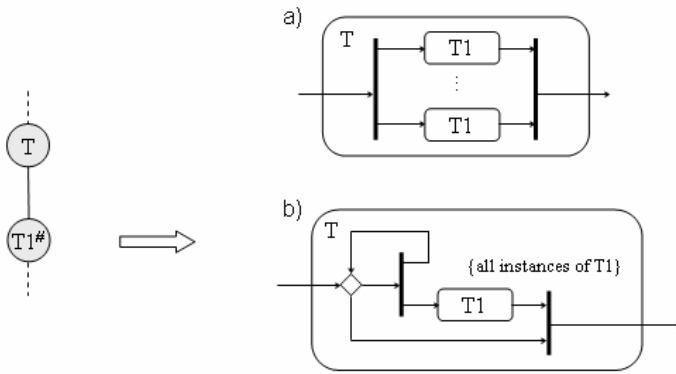 a)
T
T1
⋮
T1
T
T1#
b)
T
{all instances of T1}
T1